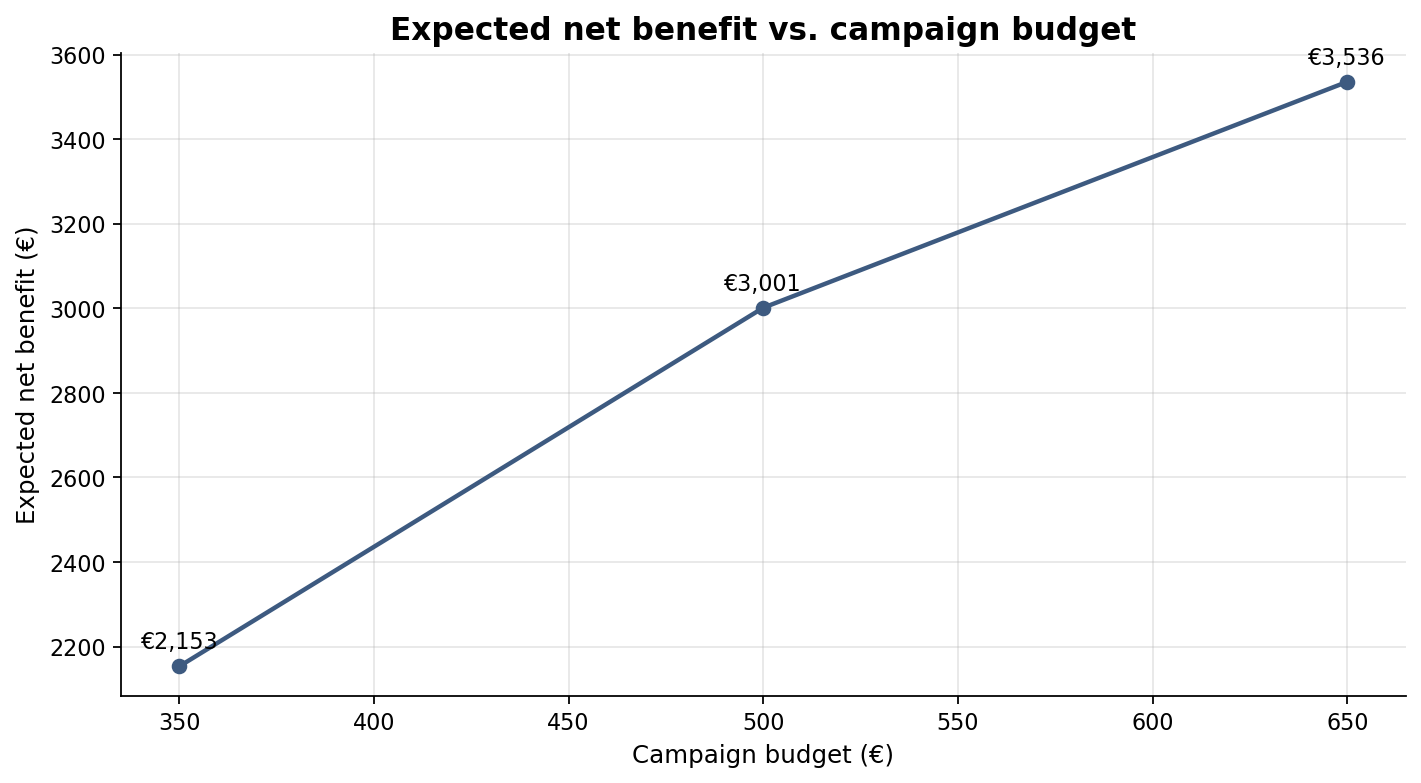 Expected net benefit vs. campaign budget
3600
3400
3200
3000
2800
2600
2400
2200
Expected net benefit (€)
€2,153
€3,001
€3,536
350 400 450 500 550 600 650
Campaign budget (€)